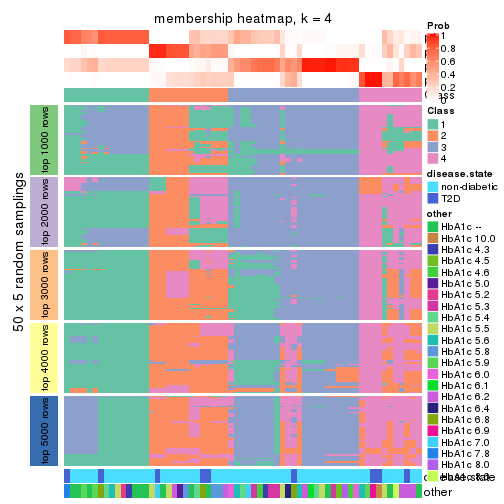 membership heatmap, k = 4
50 x 5 random samplings
top 1000 rows
top 2000 rows
top 3000 rows
top 4000 rows
top 5000 rows
Prob
1
0.8
0.6
0.4
0.2
0
Class
1
2
3
4
disease.state
non-diabetic
T2D
other
HbA1c --
HbA1c 10.0
HbA1c 4.3
HbA1c 4.5
HbA1c 4.6
HbA1c 5.0
HbA1c 5.2
HbA1c 5.3
HbA1c 5.4
HbA1c 5.5
HbA1c 5.6
HbA1c 5.8
HbA1c 5.9
HbA1c 6.0
HbA1c 6.1
HbA1c 6.2
HbA1c 6.4
HbA1c 6.8
HbA1c 6.9
HbA1c 7.0
HbA1c 7.8
HbA1c 8.0
other